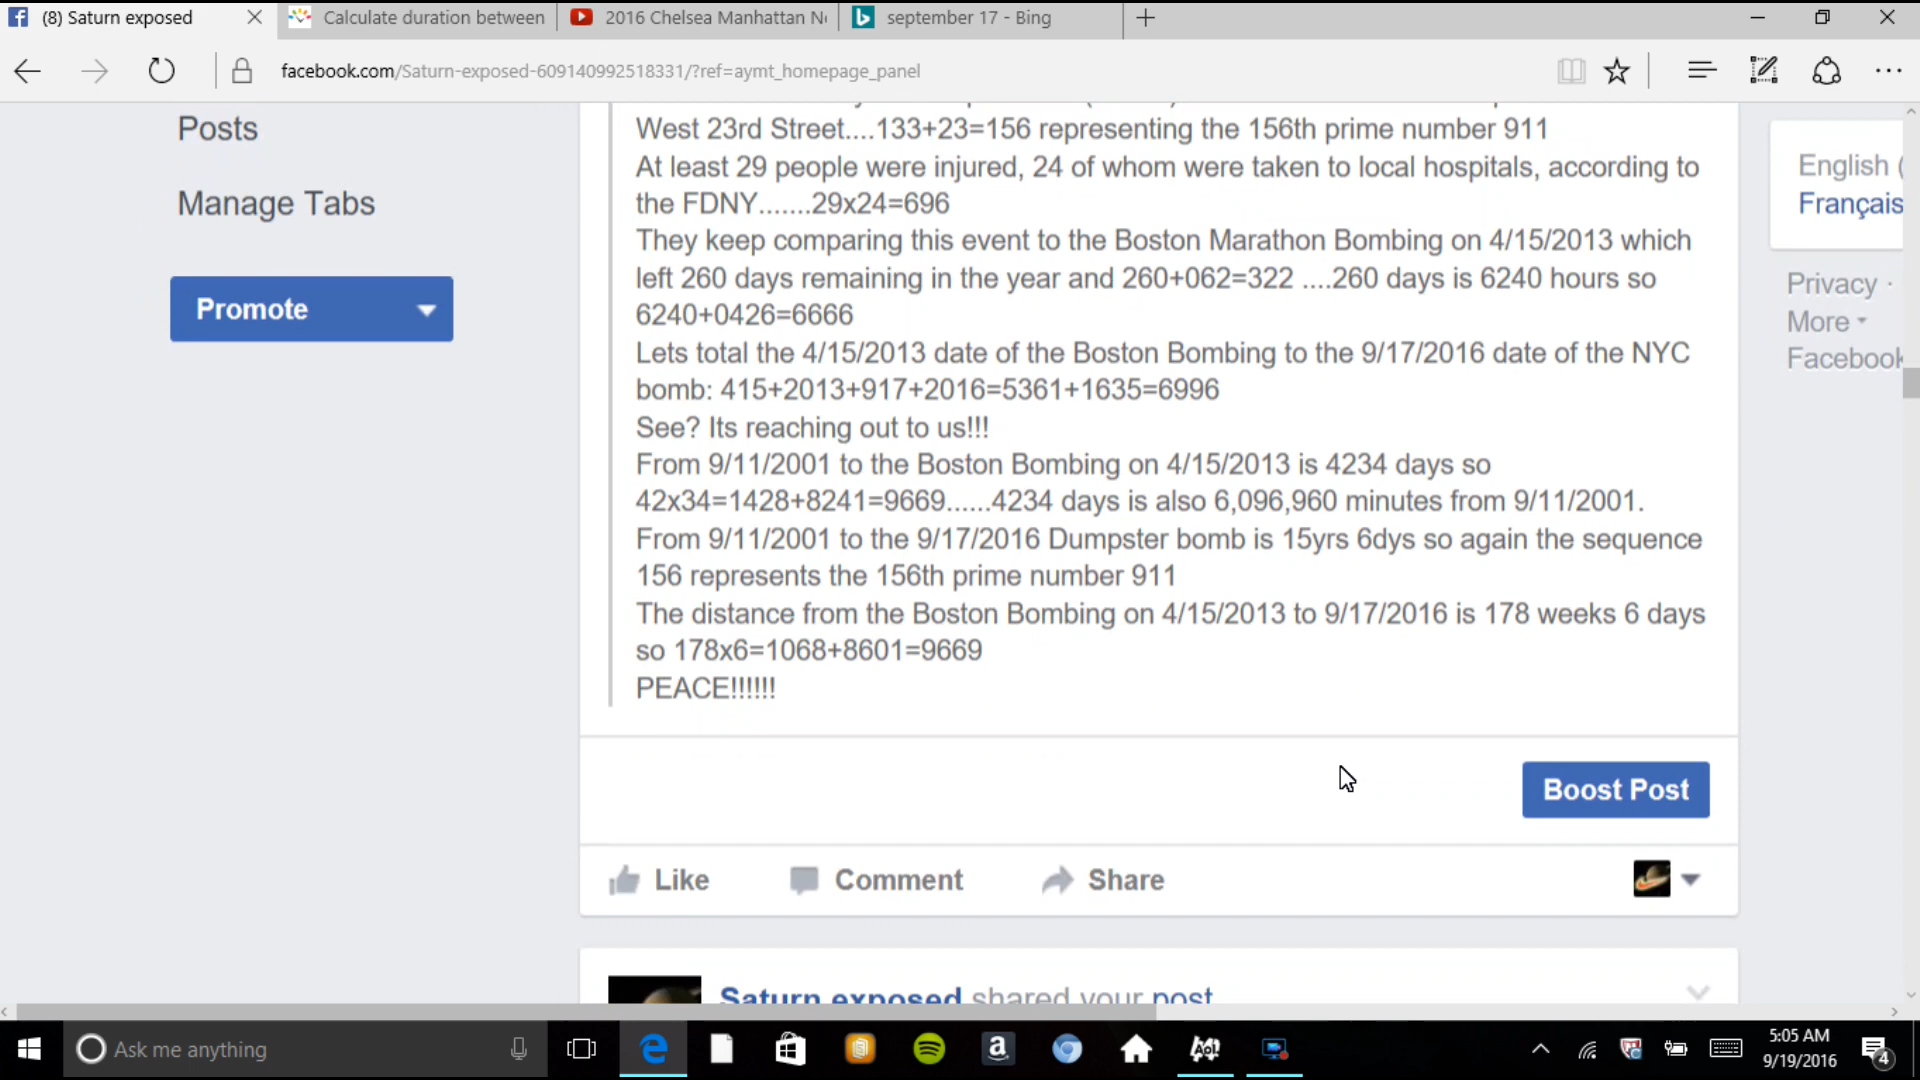 (8) Saturn exposed
Calculate duration between
2016 Chelsea Manhattan N
september 17 - Bing
facebook.com/Saturn-exposed-609140992518331/?ref=aymt_homepage_panel
Posts
Manage Tabs
Promote
West 23rd Street....133+23=156 representing the 156th prime number 911
At least 29 people were injured, 24 of whom were taken to local hospitals, according to
the FDNY.......29x24=696
They keep comparing this event to the Boston Marathon Bombing on 4/15/2013 which
left 260 days remaining in the year and 260+062=322 ....260 days is 6240 hours so
6240+0426=6666
Lets total the 4/15/2013 date of the Boston Bombing to the 9/17/2016 date of the NYC
bomb: 415+2013+917+2016=5361+1635=6996
See? Its reaching out to us!!!
From 9/11/2001 to the Boston Bombing on 4/15/2013 is 4234 days so
42x34=1428+8241=9669......4234 days is also 6,096,960 minutes from 9/11/2001.
From 9/11/2001 to the 9/17/2016 Dumpster bomb is 15yrs 6dys so again the sequence
156 represents the 156th prime number 911
The distance from the Boston Bombing on 4/15/2013 to 9/17/2016 is 178 weeks 6 days
so 178x6=1068+8601=9669
PEACE!!!!!!
Boost Post
Like
Comment
Share
Saturn exposed shared your post.
English (
Français
Privacy ·
More
Facebook
Ask me anything
a
Aol!
5:05 AM
9/19/2016
4